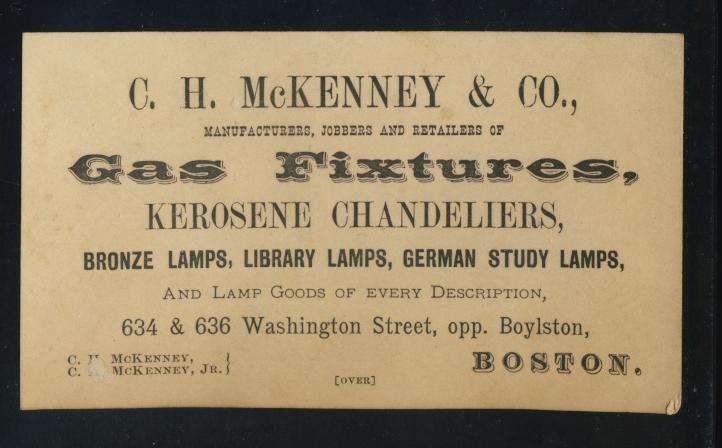 C. H. McKENNEY & CO.,
MANUFACTURERS, JOBBERS AND RETAILERS OF
Gas Fixtures,
KEROSENE CHANDELIERS,
BRONZE LAMPS, LIBRARY LAMPS, GERMAN STUDY LAMPS,
AND LAMP GOODS OF EVERY DESCRIPTION,
634 & 636 Washington Street, opp. Boylston,
C. H. MCKENNEY, }
C. MCKENNEY, JR. }
BOSTON.
[OVER]